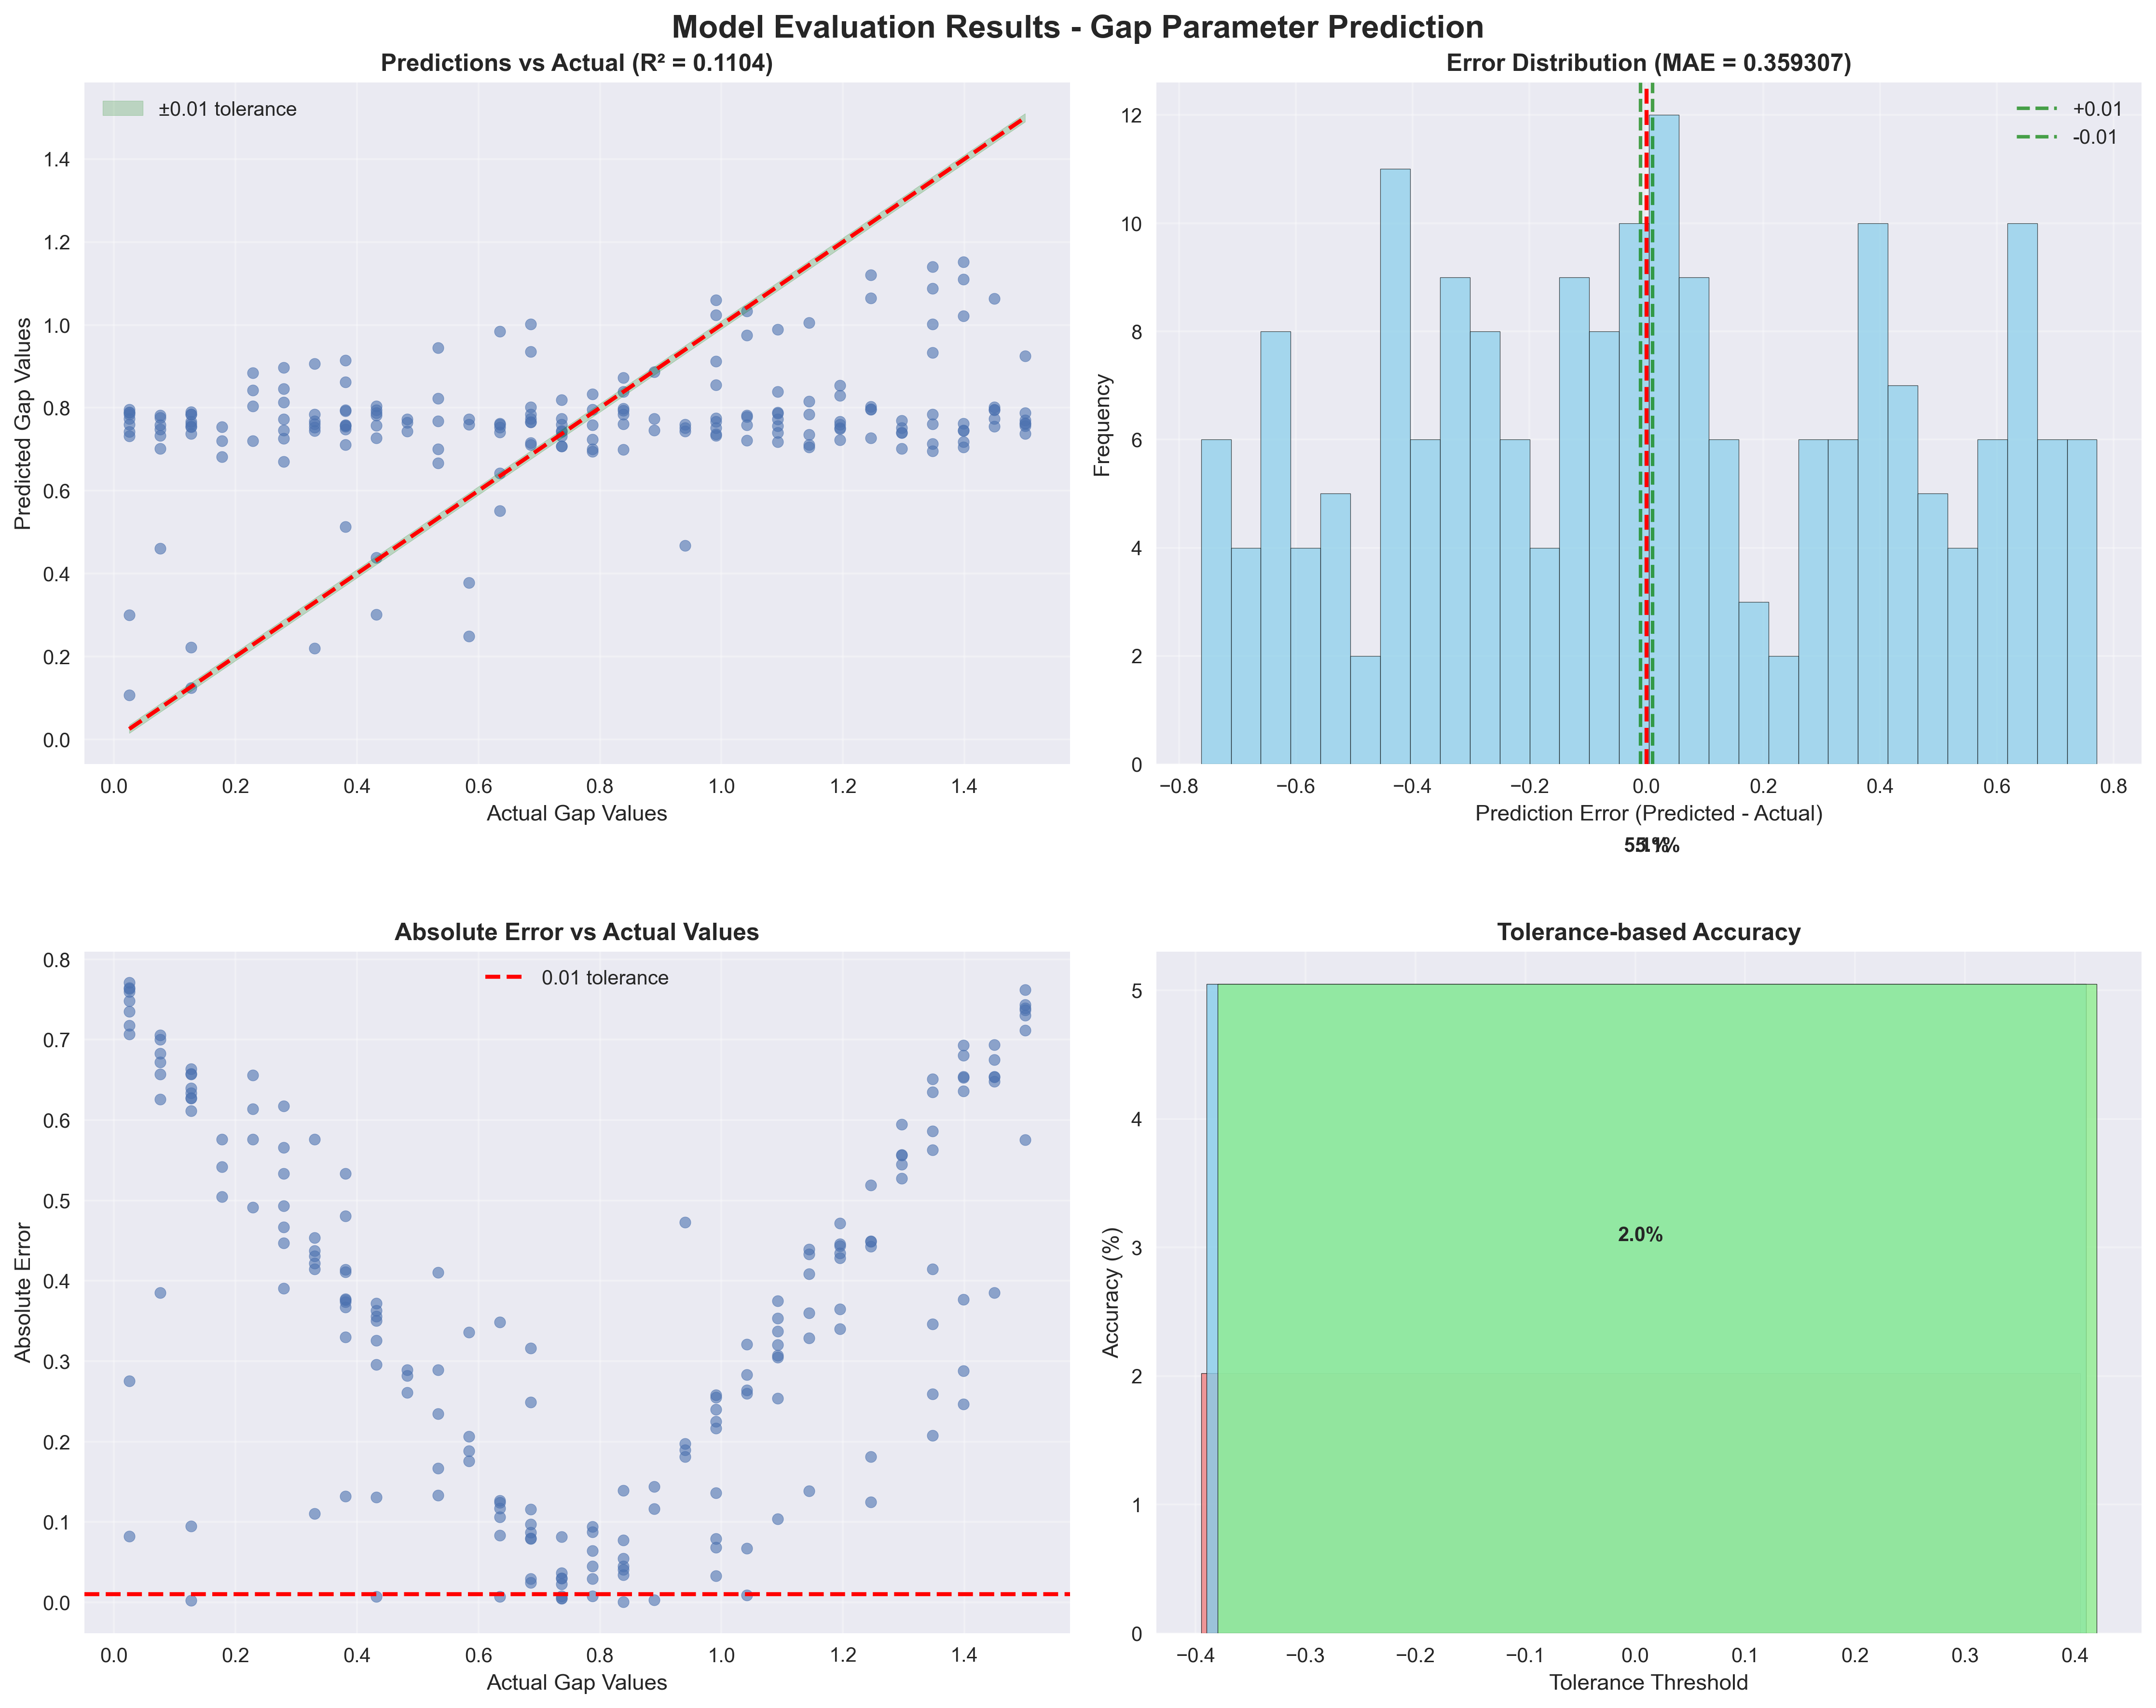 Model Evaluation Results - Gap Parameter Prediction
Predictions vs Actual (R² = 0.1104)
±0.01 tolerance
1.4
1.2
1.0
0.8
0.6
0.4
0.2
0.0
Predicted Gap Values
0.0 0.2 0.4 0.6 0.8 1.0 1.2 1.4
Actual Gap Values
Error Distribution (MAE = 0.359307)
+0.01
-0.01
12
10
8
6
4
2
0
Frequency
−0.8 −0.6 −0.4 −0.2 0.0 0.2 0.4 0.6 0.8
Prediction Error (Predicted - Actual)
Absolute Error vs Actual Values
0.01 tolerance
0.8
0.7
0.6
0.5
0.4
0.3
0.2
0.1
0.0
Absolute Error
0.0 0.2 0.4 0.6 0.8 1.0 1.2 1.4
Actual Gap Values
Tolerance-based Accuracy
5
4
3
2
1
0
Accuracy (%)
2.0%
−0.4 −0.3 −0.2 −0.1 0.0 0.1 0.2 0.3 0.4
Tolerance Threshold